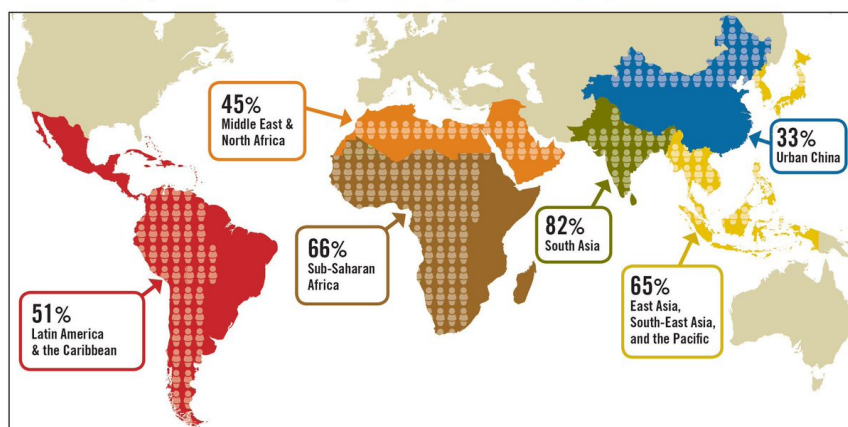 45%
Middle East &
North Africa
33%
Urban China
82%
South Asia
66%
Sub-Saharan
Africa
65%
East Asia,
South-East Asia,
and the Pacific
51%
Latin America
& the Caribbean